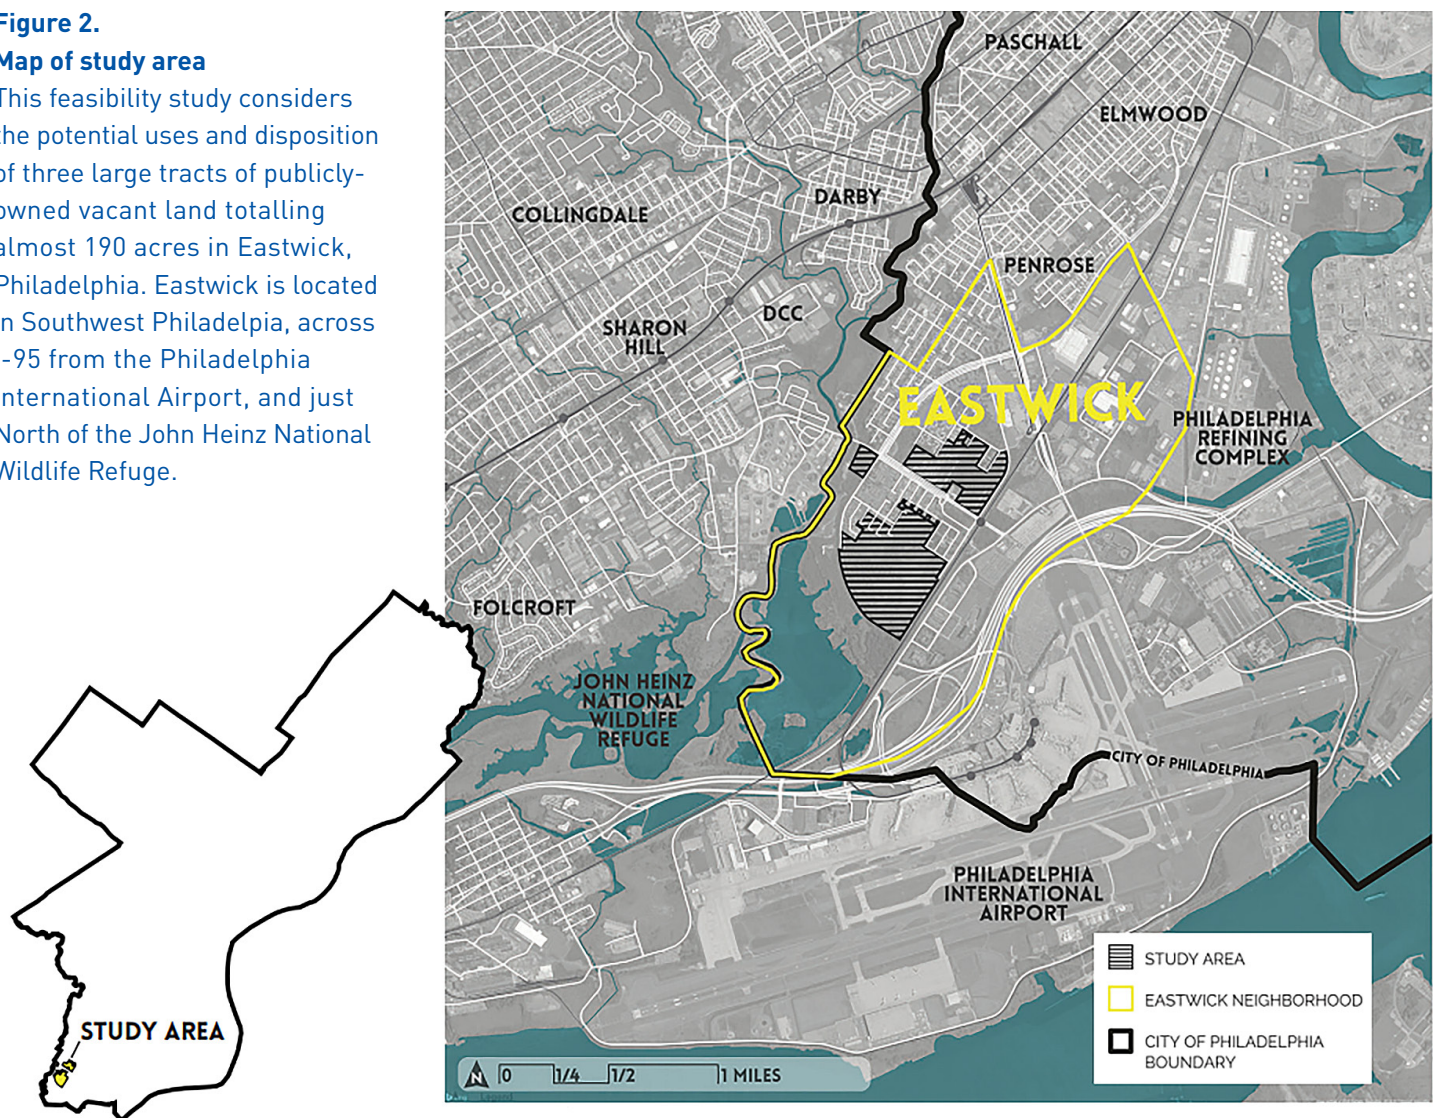 Figure 2.
Map of study area
This feasibility study considers
the potential uses and disposition
of three large tracts of publicly-
owned vacant land totalling
almost 190 acres in Eastwick,
Philadelphia. Eastwick is located
in Southwest Philadelpia, across
I-95 from the Philadelphia
International Airport, and just
North of the John Heinz National
Wildlife Refuge.
PASCHALL
ELMWOOD
DARBY
COLLINGDALE
PENROSE
DCC
SHARON
HILL
EASTWICK
PHILADELPHIA
REFINING
COMPLEX
FOLCROFT
JOHN HEINZ
NATIONAL
WILDLIFE
REFUGE
CITY OF PHILADELPHIA
PHILADELPHIA
INTERNATIONAL
AIRPORT
STUDY AREA
EASTWICK NEIGHBORHOOD
CITY OF PHILADELPHIA
BOUNDARY
STUDY AREA
N 0 1/4 1/2 1 MILES